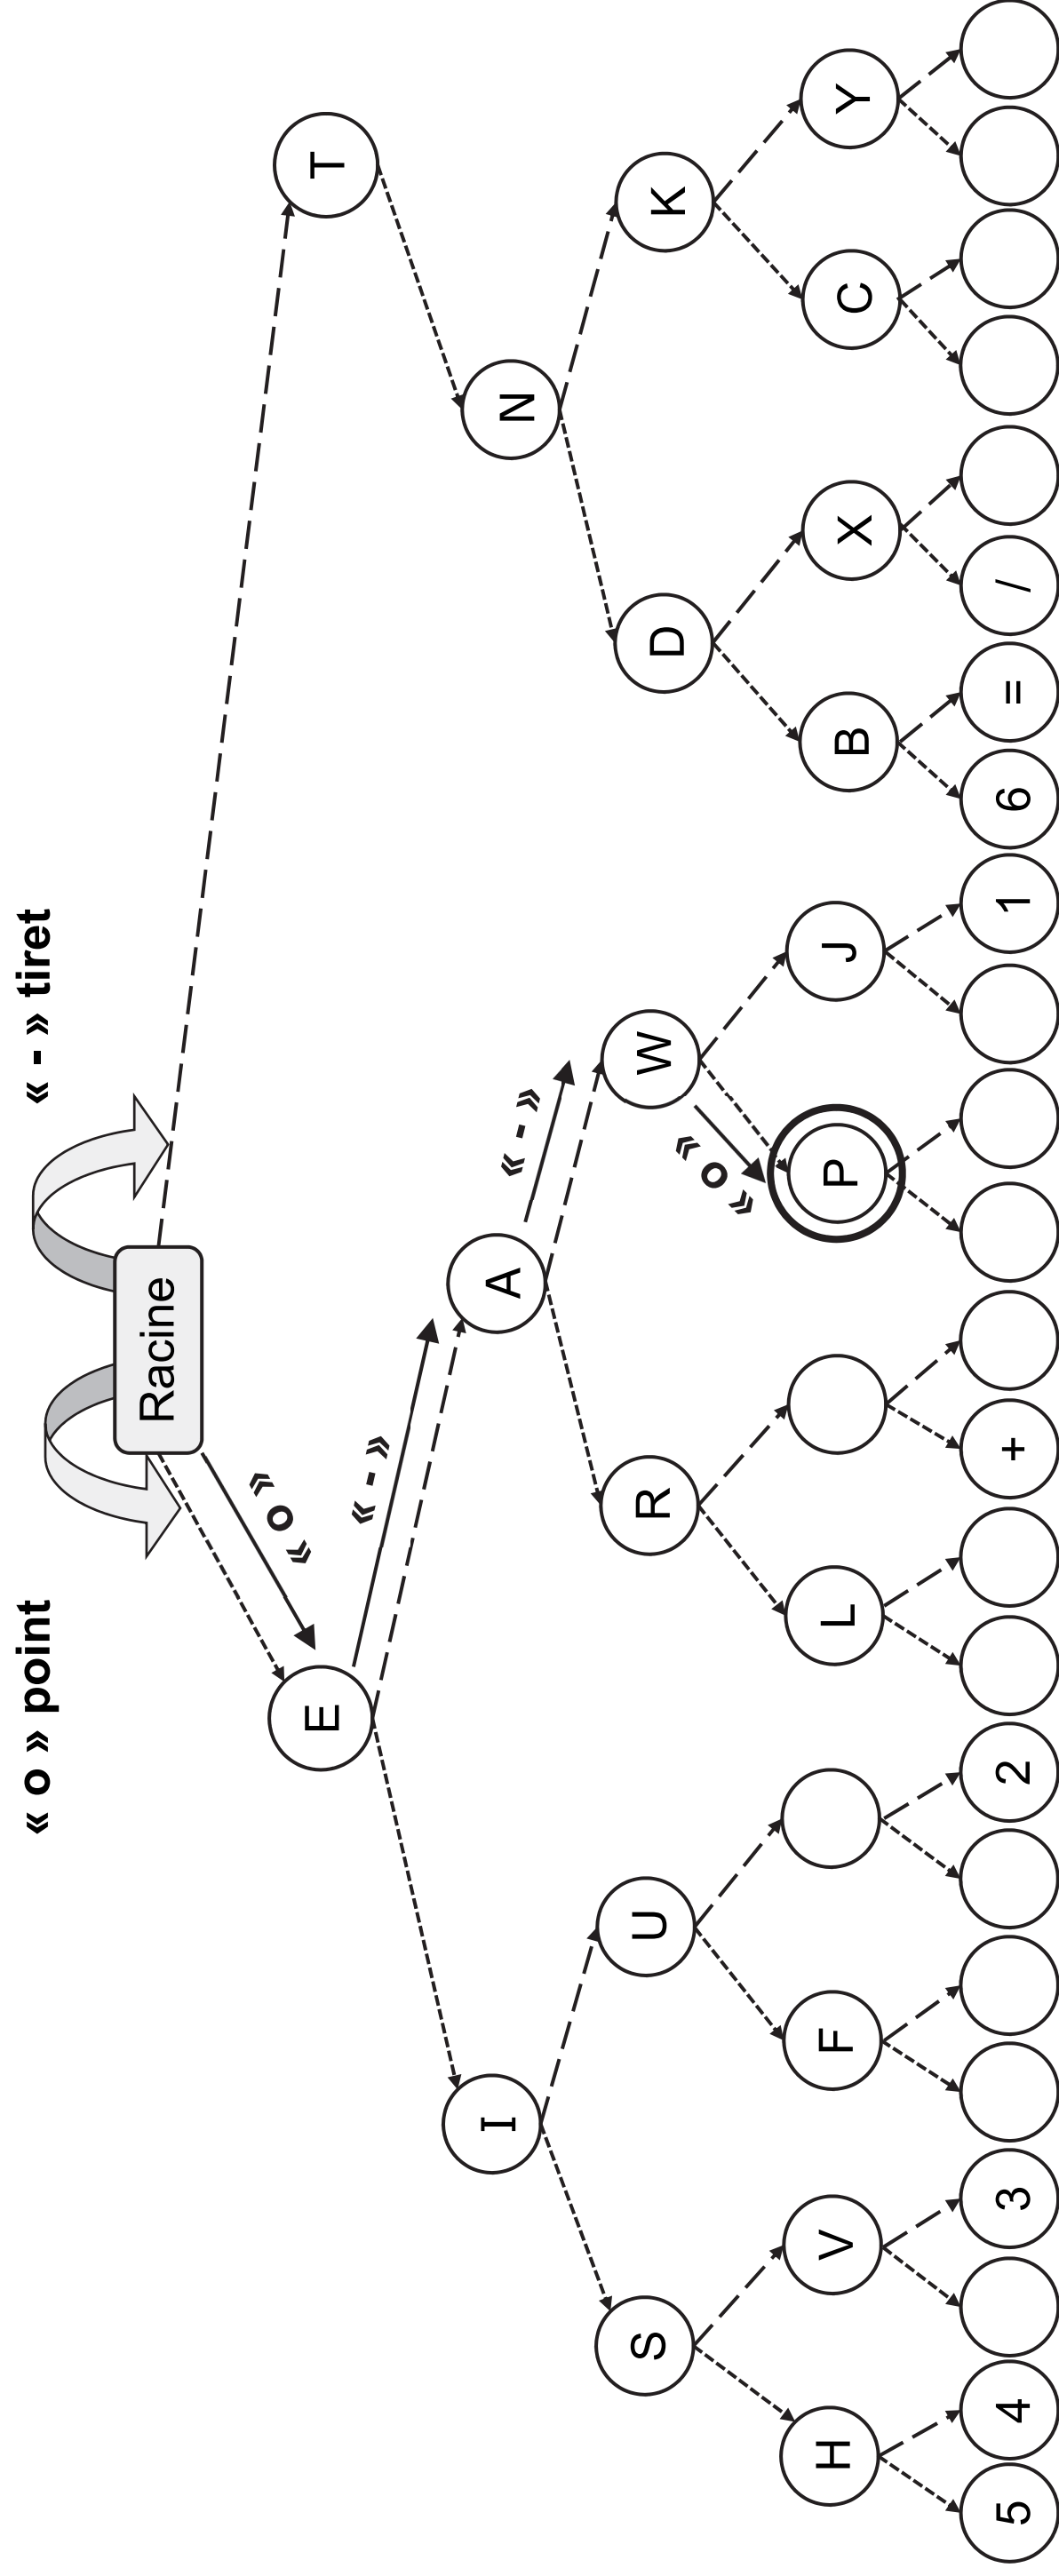 « o » point « - » tiret
Racine
« o »
E T
« - »
I A N
« - »
S U R W D K
« o »
H V F L P J B X C Y
5 4 3 2 + 1 6 = /